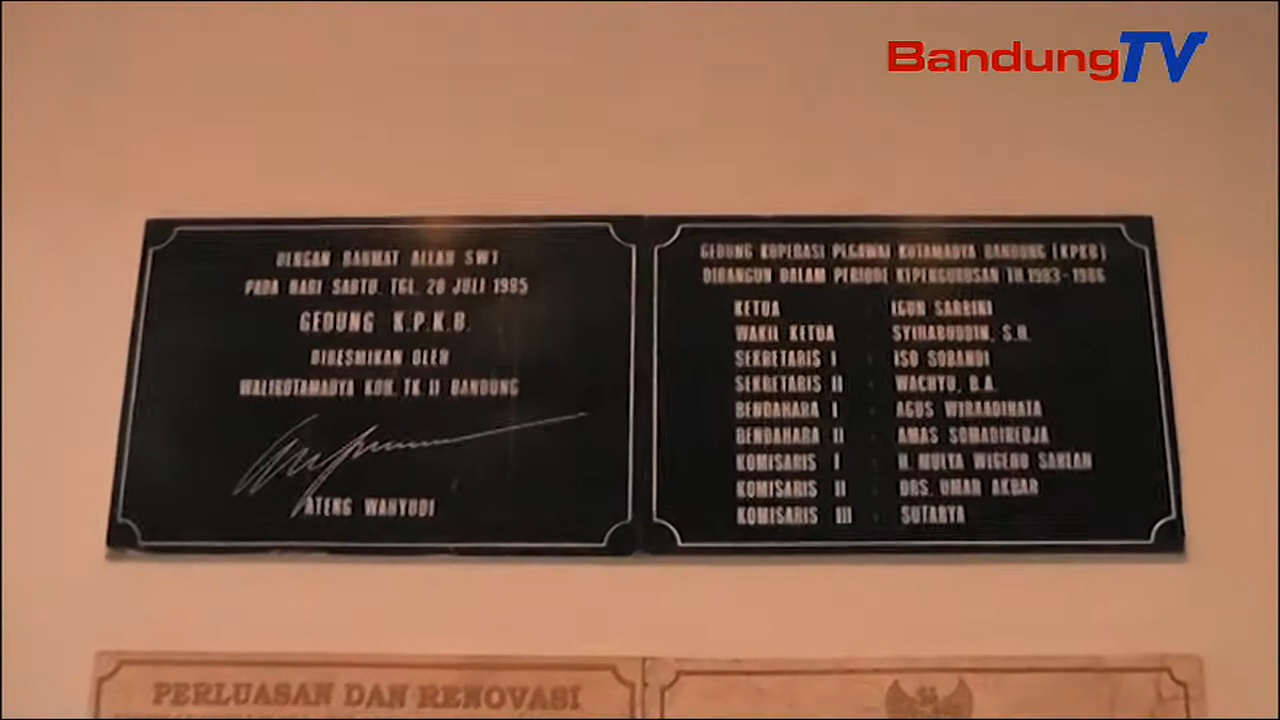 BandungTV
DENGAN RAHMAT ALLAH SWT
PADA HARI SABTU, TGL. 20 JULI 1985
GEDUNG K.P.K.B.
DIRESMIKAN OLEH
WALIKOTAMADYA KDH. TK II BANDUNG
ATENG WAHYUDI
GEDUNG KOPERASI PEGAWAI KOTAMADYA BANDUNG (KPKB)
DIBANGUN DALAM PERIODE KEPENGURUSAN TH.1983-1986
KETUA : IGUN SARBINI
WAKIL KETUA : SYIHABUDDIN, S.H.
SEKRETARIS I : ISO SOBANDI
SEKRETARIS II : WACHYU, B.A.
BENDAHARA I : AGUS WIRAADINATA
BENDAHARA II : AMAS SOMADIREDJA
KOMISARIS I : H. MULYA WIGENO SAHLAN
KOMISARIS II : DRS. UMAR AKBAR
KOMISARIS III : SUTARYA
PERLUASAN DAN RENOVASI